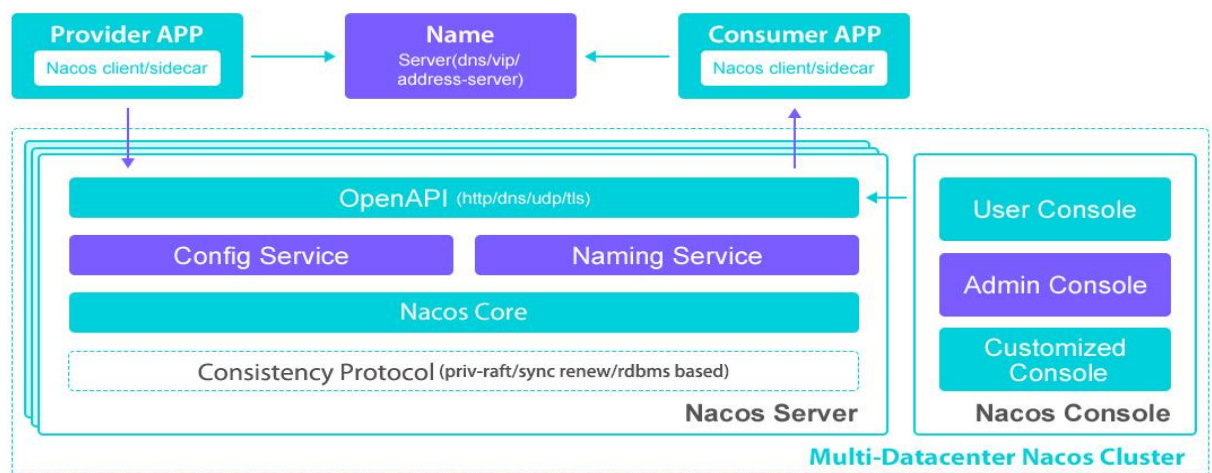 Provider APP
Nacos client/sidecar
Name
Server(dns/vip/
address-server)
Consumer APP
Nacos client/sidecar
OpenAPI (http/dns/udp/tls)
Config Service
Naming Service
Nacos Core
Consistency Protocol (priv-raft/sync renew/rdbms based)
Nacos Server
User Console
Admin Console
Customized
Console
Nacos Console
Multi-Datacenter Nacos Cluster